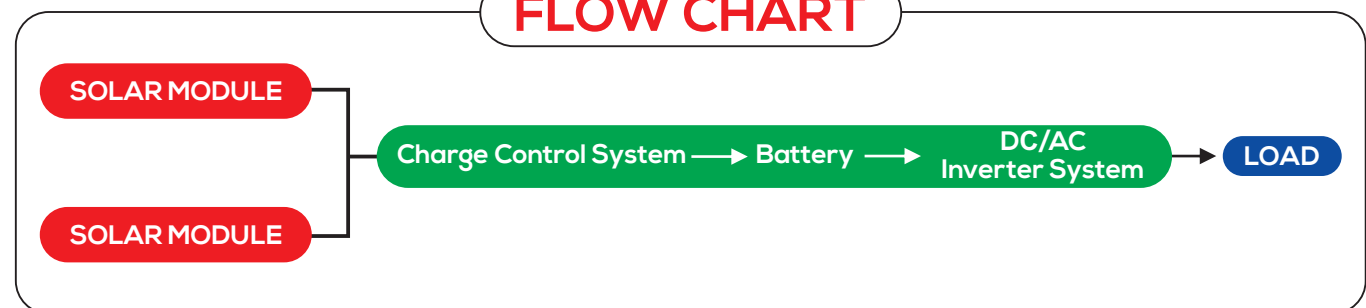 FLOW CHART
SOLAR MODULE
Charge Control System
Battery
DC/AC
Inverter System
LOAD
SOLAR MODULE